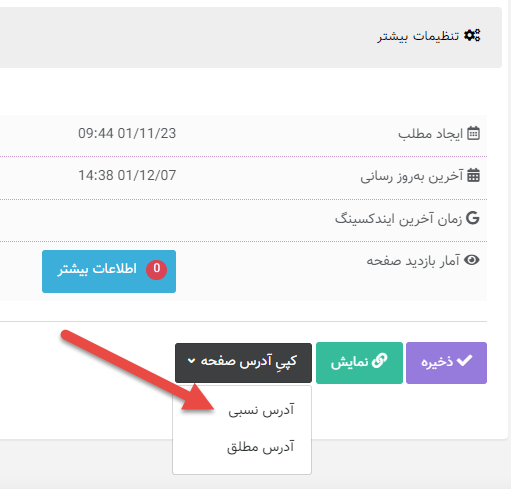 تنظیمات بیشتر
ایجاد مطلب 01/11/23 09:44
آخرین به‌روز رسانی 01/12/07 14:38
زمان آخرین ایندکسینگ
آمار بازدید صفحه 0 اطلاعات بیشتر
ذخیره نمایش کپیِ آدرس صفحه
آدرس نسبی
آدرس مطلق